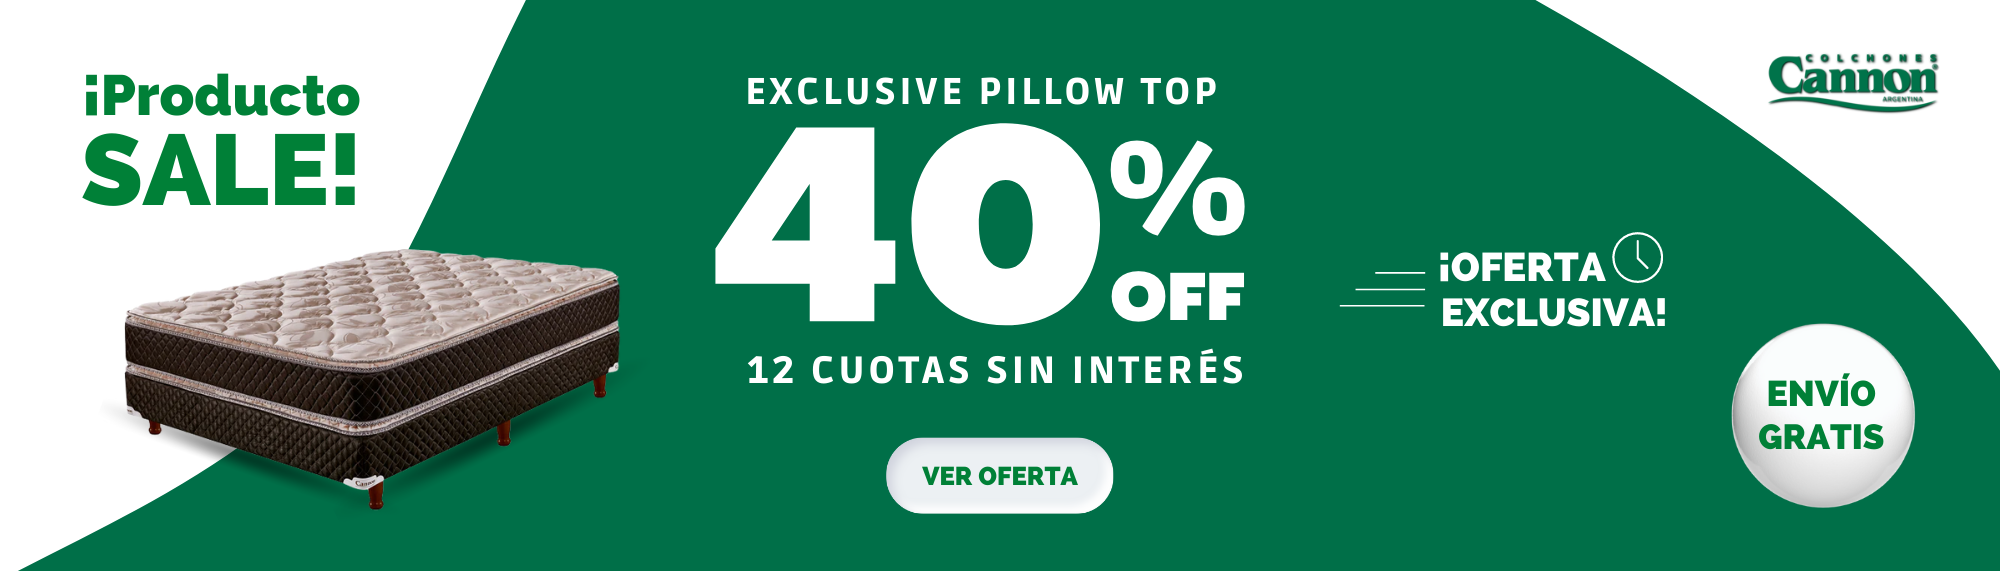 ¡Producto
SALE!
EXCLUSIVE PILLOW TOP
40%
OFF
12 CUOTAS SIN INTERÉS
VER OFERTA
¡OFERTA
EXCLUSIVA!
COLCHONES
Cannon®
ARGENTINA
ENVÍO
GRATIS
Cannon